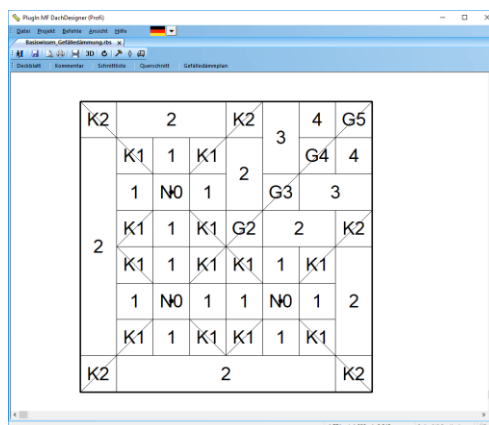 PlugIn MF DachDesigner (Profi)
Datei Projekt Befehle Ansicht Hilfe
Basiswissen_Gefälledämmung.rbs x
3D
Deckblatt Kommentar Schnittliste Querschnitt Gefälledämmplan
K2 2 K2 3 4 G5
K1 1 K1 2 G4 4
1 N0 1 G3 3
2 K1 1 K1 G2 2 K2
K1 1 K1 K1 1 K1 2
1 N0 1 1 N0 1
K1 1 K1 K1 1 K1
K2 2 K2